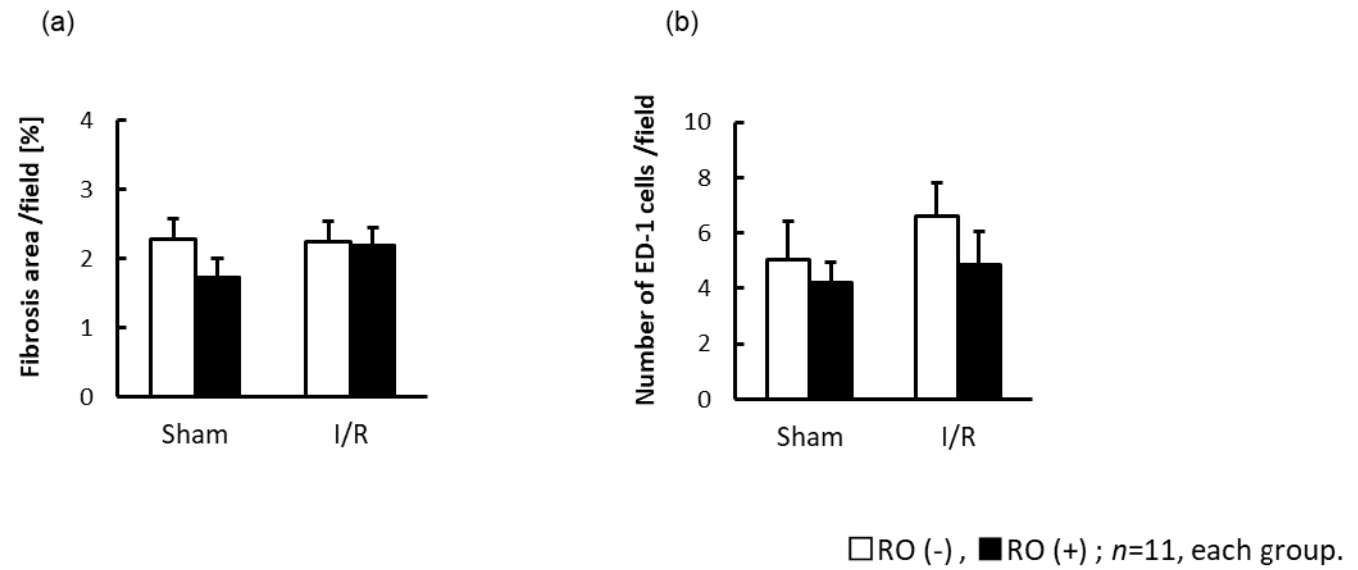 (a)
Fibrosis area /field [%]
4
3
2
1
0
Sham I/R
(b)
Number of ED-1 cells /field
10
8
6
4
2
0
Sham I/R
RO (-) , RO (+) ; n=11, each group.